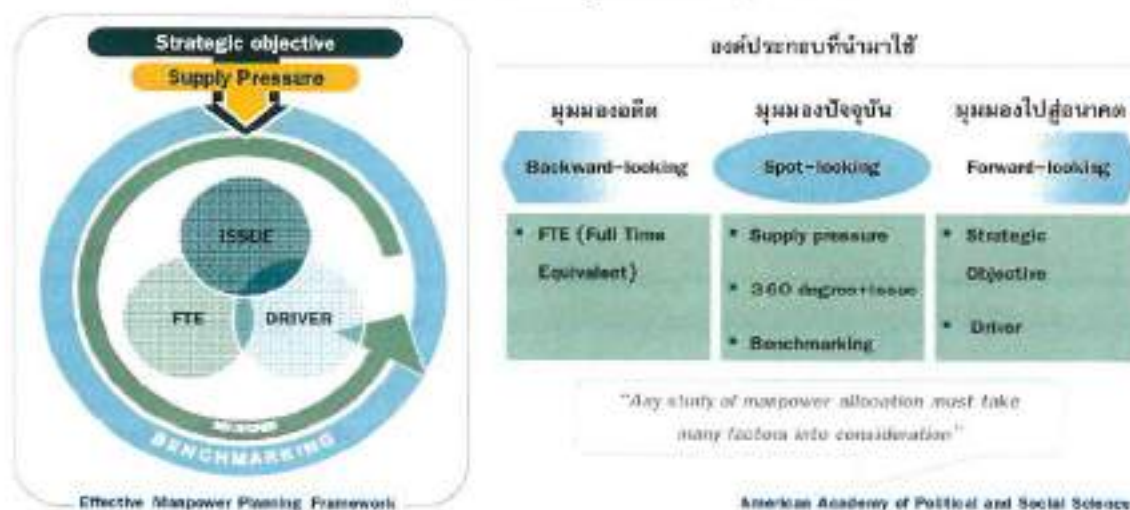 Strategic objective
Supply Pressure
ISSUE
FTE
DRIVER
BENCHMARKING
Effective Manpower Planning Framework
องค์ประกอบที่นำมาใช้
มุมมองอดีต
Backward-looking
• FTE (Full Time
Equivalent)
มุมมองปัจจุบัน
Spot-looking
• Supply pressure
• 360 degree+issue
• Benchmarking
มุมมองไปสู่อนาคต
Forward-looking
• Strategic
Objective
• Driver
"Any study of manpower allocation must take
many factors into consideration"
American Academy of Political and Social Science